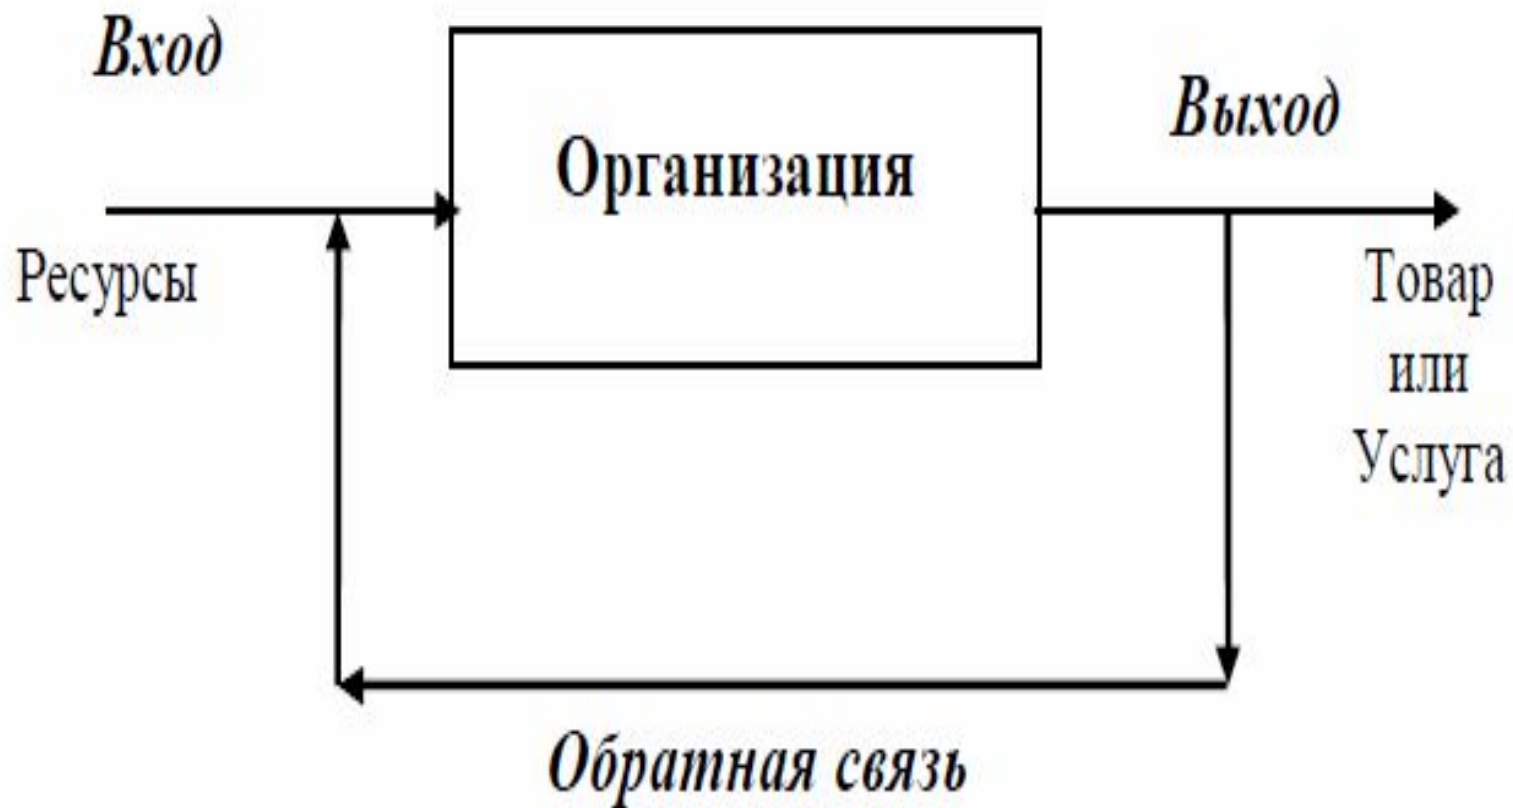 Вход
Организация
Выход
Ресурсы
Товар
или
Услуга
Обратная связь